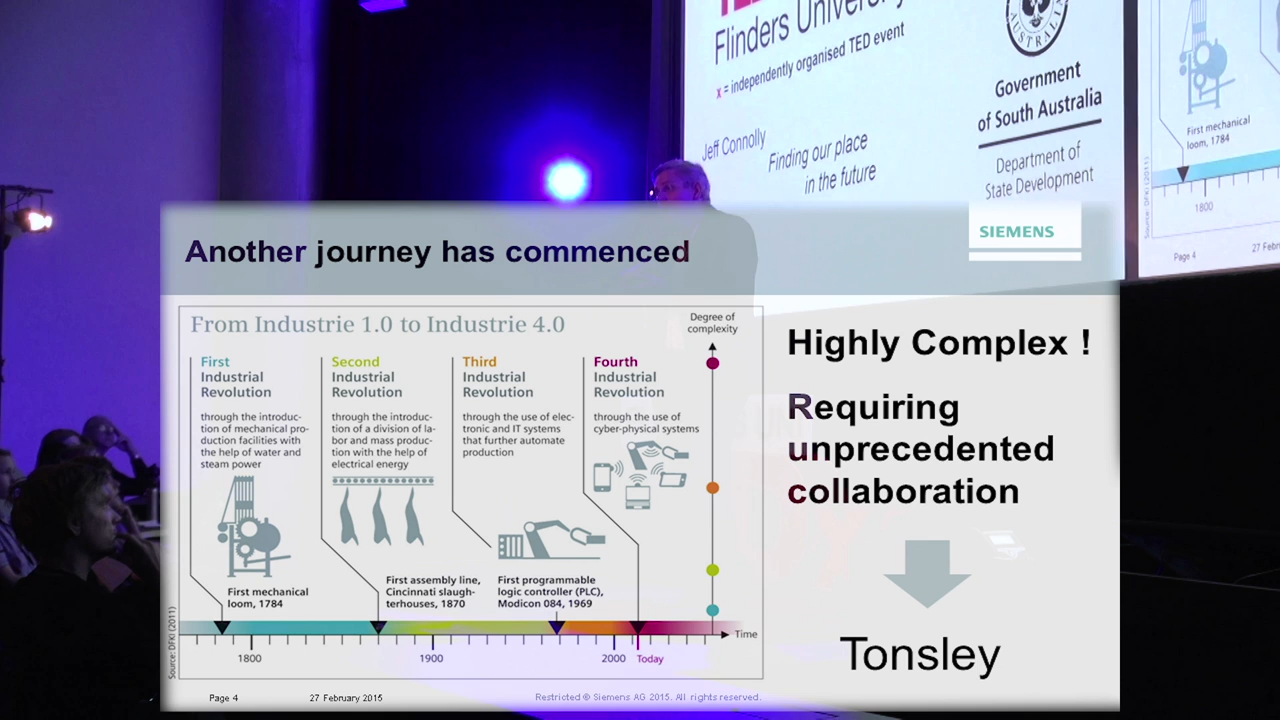 Flinders University
x = independently organised TED event
Jeff Connolly
Finding our place
in the future
AUSTRALIA
Government
of South Australia
Department of
State Development
First mechanical
loom, 1784
Source: DFKI (2011)
1800
Page 4
27 Febr
Another journey has commenced
SIEMENS
From Industrie 1.0 to Industrie 4.0
Degree of
complexity
First
Industrial
Revolution
through the introduc-
tion of mechanical pro-
duction facilities with
the help of water and
steam power
Second
Industrial
Revolution
through the introduc-
tion of a division of la-
bor and mass produc-
tion with the help of
electrical energy
Third
Industrial
Revolution
through the use of elec-
tronic and IT systems
that further automate
production
Fourth
Industrial
Revolution
through the use of
cyber-physical systems
First mechanical
loom, 1784
First assembly line,
Cincinnati slaugh-
terhouses, 1870
First programmable
logic controller (PLC),
Modicon 084, 1969
Time
1800
1900
2000
Today
Source: DFKI (2011)
Highly Complex !
Requiring
unprecedented
collaboration
Tonsley
Page 4
27 February 2015
Restricted © Siemens AG 2015. All rights reserved.